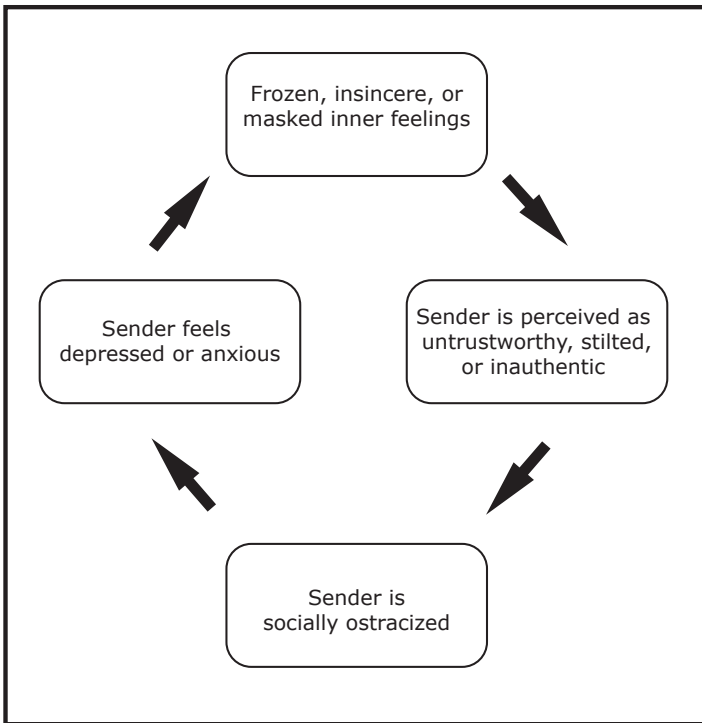 Frozen, insincere, or
masked inner feelings
Sender is perceived as
untrustworthy, stilted,
or inauthentic
Sender is
socially ostracized
Sender feels
depressed or anxious